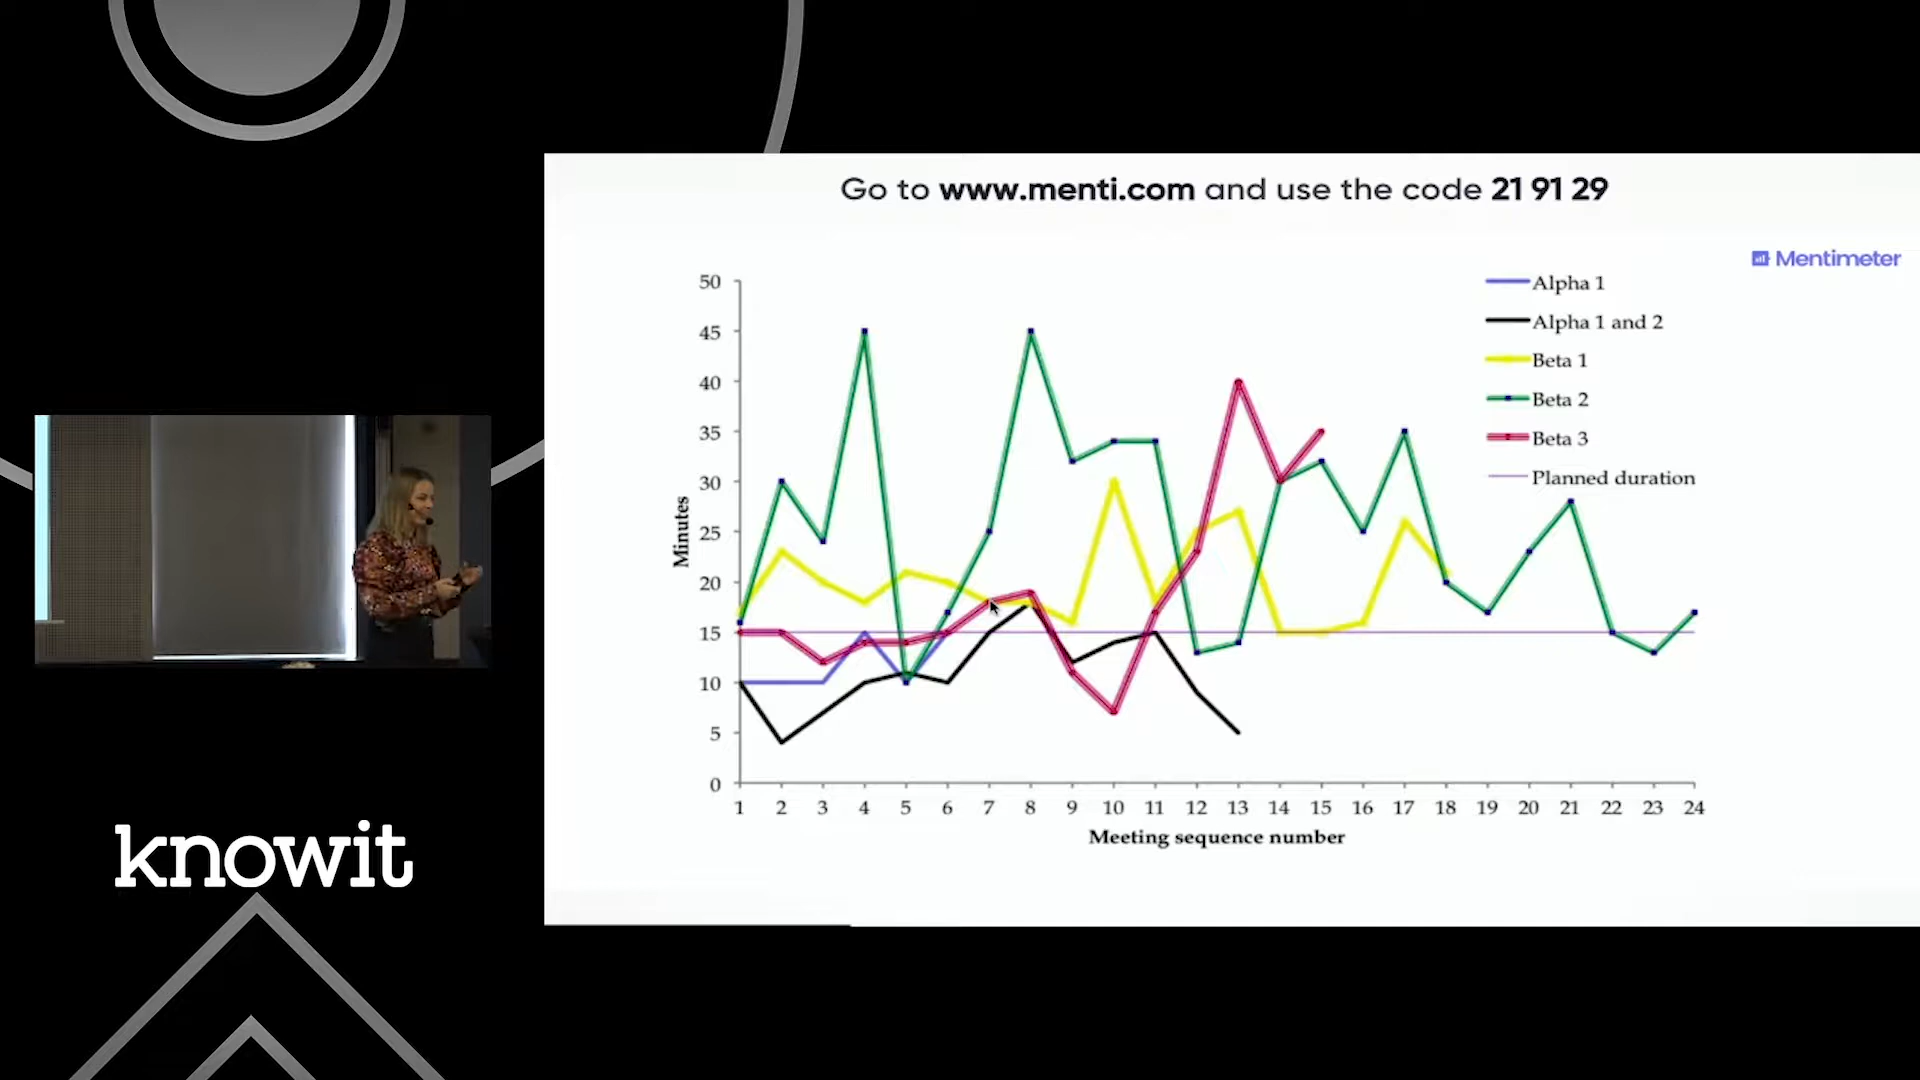 Go to www.menti.com and use the code 21 91 29
Mentimeter
50
45
40
35
30
25
20
15
10
5
0
Minutes
1 2 3 4 5 6 7 8 9 10 11 12 13 14 15 16 17 18 19 20 21 22 23 24
Meeting sequence number
Alpha 1
Alpha 1 and 2
Beta 1
Beta 2
Beta 3
Planned duration
knowit